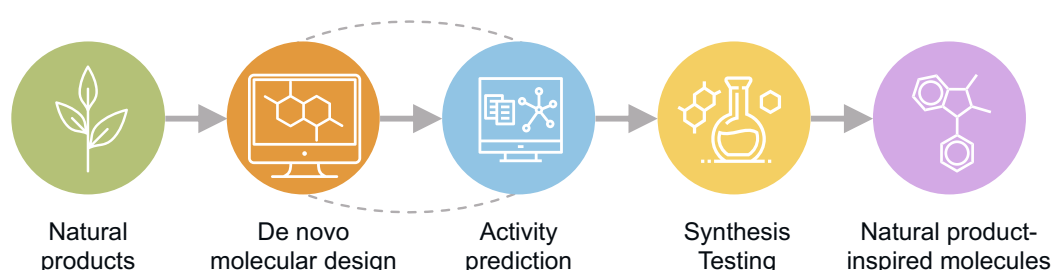 Natural
products
De novo
molecular design
Activity
prediction
Synthesis
Testing
Natural product-
inspired molecules